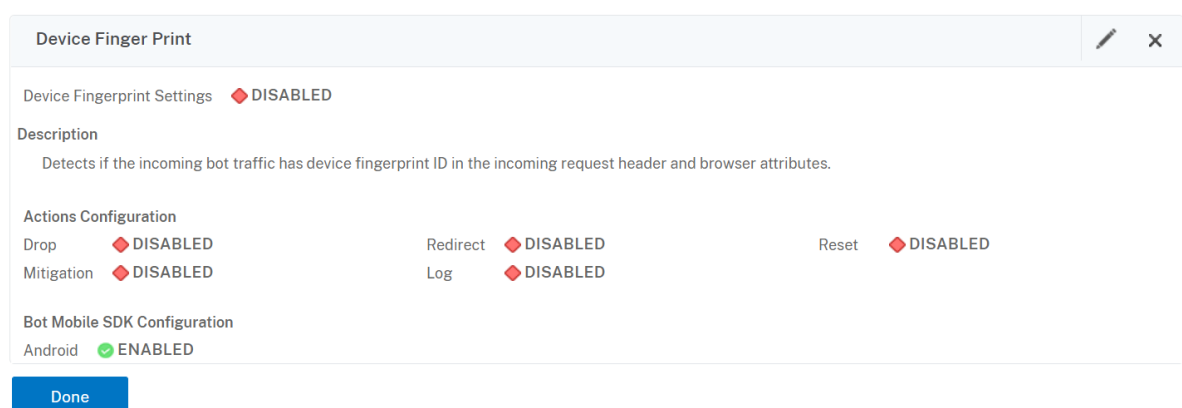 Device Finger Print
Device Fingerprint Settings DISABLED
Description
Detects if the incoming bot traffic has device fingerprint ID in the incoming request header and browser attributes.
Actions Configuration
Drop DISABLED Redirect DISABLED Reset DISABLED
Mitigation DISABLED Log DISABLED
Bot Mobile SDK Configuration
Android ENABLED
Done